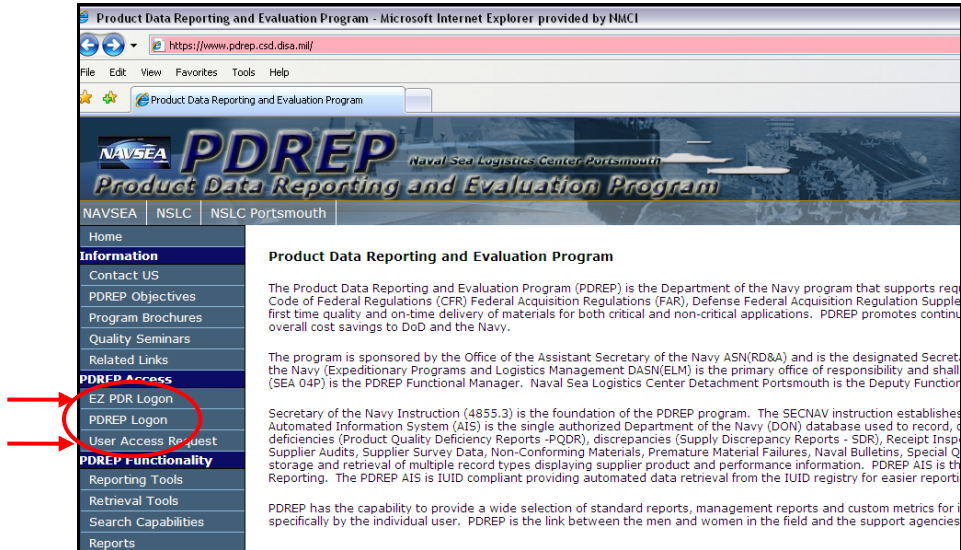 Product Data Reporting and Evaluation Program - Microsoft Internet Explorer provided by NMCI
https://www.pdrep.csd.disa.mil/
File Edit View Favorites Tools Help
Product Data Reporting and Evaluation Program
NAVSEA PDREP Naval Sea Logistics Center Portsmouth
Product Data Reporting and Evaluation Program
NAVSEA NSLC NSLC Portsmouth
Home
Information
Contact US
PDREP Objectives
Program Brochures
Quality Seminars
Related Links
PDREP Access
EZ PDR Logon
PDREP Logon
User Access Request
PDREP Functionality
Reporting Tools
Retrieval Tools
Search Capabilities
Reports
Product Data Reporting and Evaluation Program
The Product Data Reporting and Evaluation Program (PDREP) is the Department of the Navy program that supports req
Code of Federal Regulations (CFR) Federal Acquisition Regulations (FAR), Defense Federal Acquisition Regulation Supple
first time quality and on-time delivery of materials for both critical and non-critical applications. PDREP promotes continu
overall cost savings to DoD and the Navy.
The program is sponsored by the Office of the Assistant Secretary of the Navy ASN(RD&A) and is the designated Secret
the Navy (Expeditionary Programs and Logistics Management DASN(ELM) is the primary office of responsibility and shall
(SEA 04P) is the PDREP Functional Manager. Naval Sea Logistics Center Detachment Portsmouth is the Deputy Function
Secretary of the Navy Instruction (4855.3) is the foundation of the PDREP program. The SECNAV instruction establishes
Automated Information System (AIS) is the single authorized Department of the Navy (DON) database used to record, c
deficiencies (Product Quality Deficiency Reports -PQDR), discrepancies (Supply Discrepancy Reports - SDR), Receipt Insp
Supplier Audits, Supplier Survey Data, Non-Conforming Materials, Premature Material Failures, Naval Bulletins, Special Q
storage and retrieval of multiple record types displaying supplier product and performance information. PDREP AIS is th
Reporting. The PDREP AIS is IUID compliant providing automated data retrieval from the IUID registry for easier reporti
PDREP has the capability to provide a wide selection of standard reports, management reports and custom metrics for i
specifically by the individual user. PDREP is the link between the men and women in the field and the support agencies